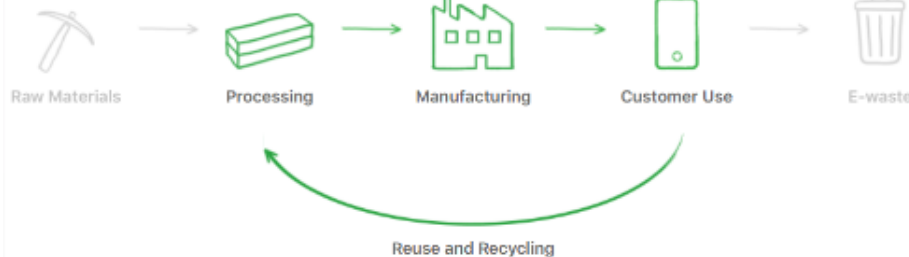 Raw Materials
Processing
Manufacturing
Customer Use
E-waste
Reuse and Recycling